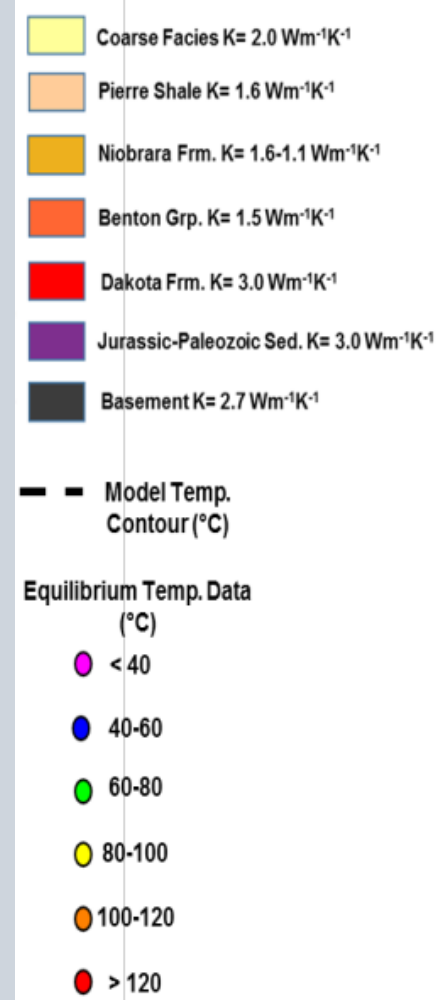 Coarse Facies K= 2.0 Wm⁻¹K⁻¹
Pierre Shale K= 1.6 Wm⁻¹K⁻¹
Niobrara Frm. K= 1.6-1.1 Wm⁻¹K⁻¹
Benton Grp. K= 1.5 Wm⁻¹K⁻¹
Dakota Frm. K= 3.0 Wm⁻¹K⁻¹
Jurassic-Paleozoic Sed. K= 3.0 Wm⁻¹K⁻¹
Basement K= 2.7 Wm⁻¹K⁻¹
Model Temp.
Contour (°C)
Equilibrium Temp. Data
(°C)
< 40
40-60
60-80
80-100
100-120
> 120